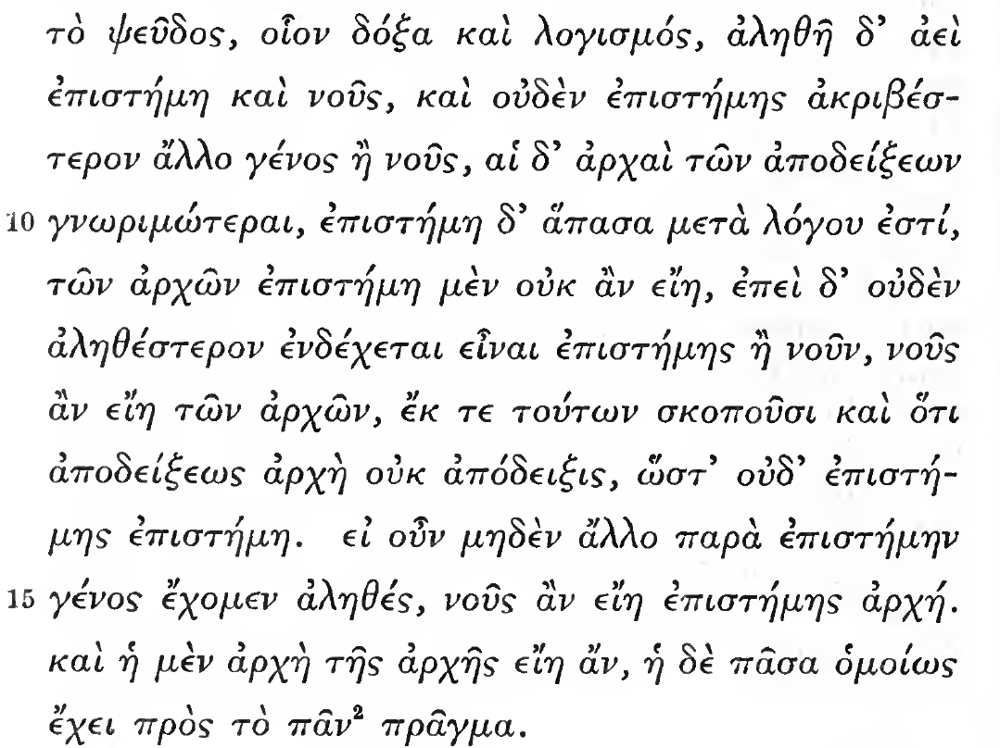 τὸ ψεῦδος, οἷον δόξα καὶ λογισμός, ἀληθῆ δ’ ἀεὶ
ἐπιστήμη καὶ νοῦς, καὶ οὐδὲν ἐπιστήμης ἀκριβέσ-
τερον ἄλλο γένος ἢ νοῦς, αἱ δ’ ἀρχαὶ τῶν ἀποδείξεων
10 γνωριμώτεραι, ἐπιστήμη δ’ ἅπασα μετὰ λόγου ἐστί,
τῶν ἀρχῶν ἐπιστήμη μὲν οὐκ ἂν εἴη, ἐπεὶ δ’ οὐδὲν
ἀληθέστερον ἐνδέχεται εἶναι ἐπιστήμης ἢ νοῦν, νοῦς
ἂν εἴη τῶν ἀρχῶν, ἔκ τε τούτων σκοποῦσι καὶ ὅτι
ἀποδείξεως ἀρχὴ οὐκ ἀπόδειξις, ὥστ’ οὐδ’ ἐπιστή-
μης ἐπιστήμη. εἰ οὖν μηδὲν ἄλλο παρὰ ἐπιστήμην
15 γένος ἔχομεν ἀληθές, νοῦς ἂν εἴη ἐπιστήμης ἀρχή.
καὶ ἡ μὲν ἀρχὴ τῆς ἀρχῆς εἴη ἄν, ἡ δὲ πᾶσα ὁμοίως
ἔχει πρὸς τὸ πᾶν² πρᾶγμα.